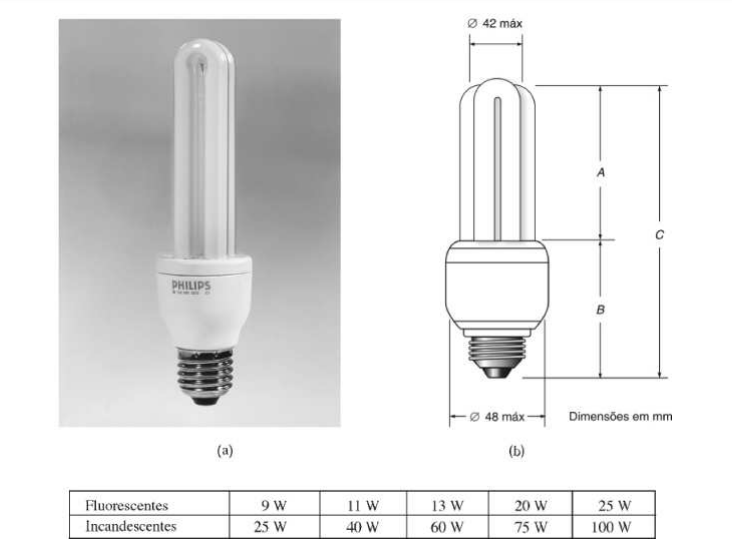 Ø 42 máx
A
C
PHILIPS
B
Ø 48 máx
Dimensões em mm
(a)
(b)
Fluorescentes 9 W 11 W 13 W 20 W 25 W
Incandescentes 25 W 40 W 60 W 75 W 100 W